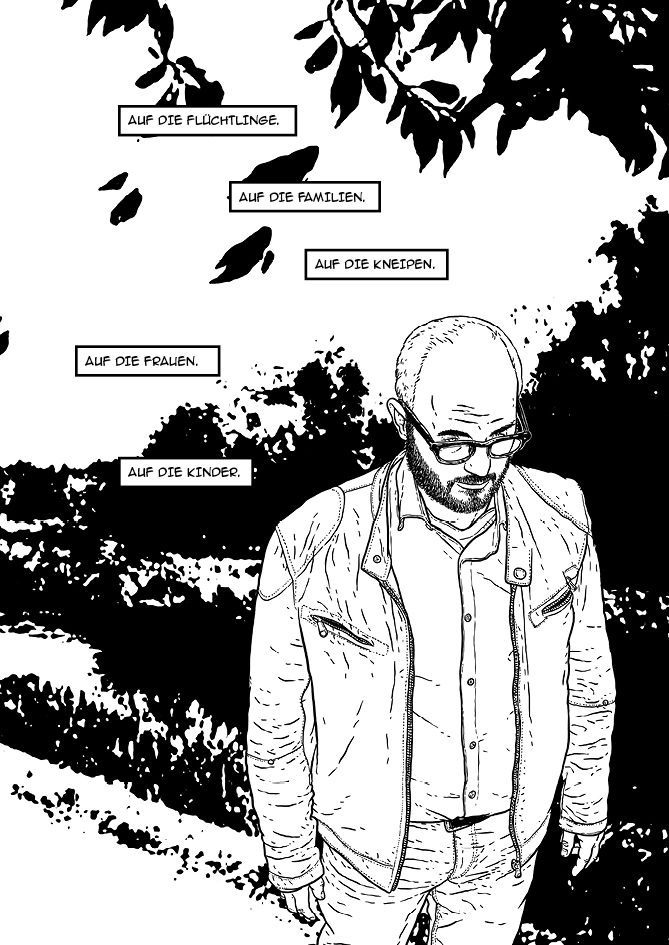 AUF DIE FLÜCHTLINGE.
AUF DIE FAMILIEN.
AUF DIE KNEIPEN.
AUF DIE FRAUEN.
AUF DIE KINDER.